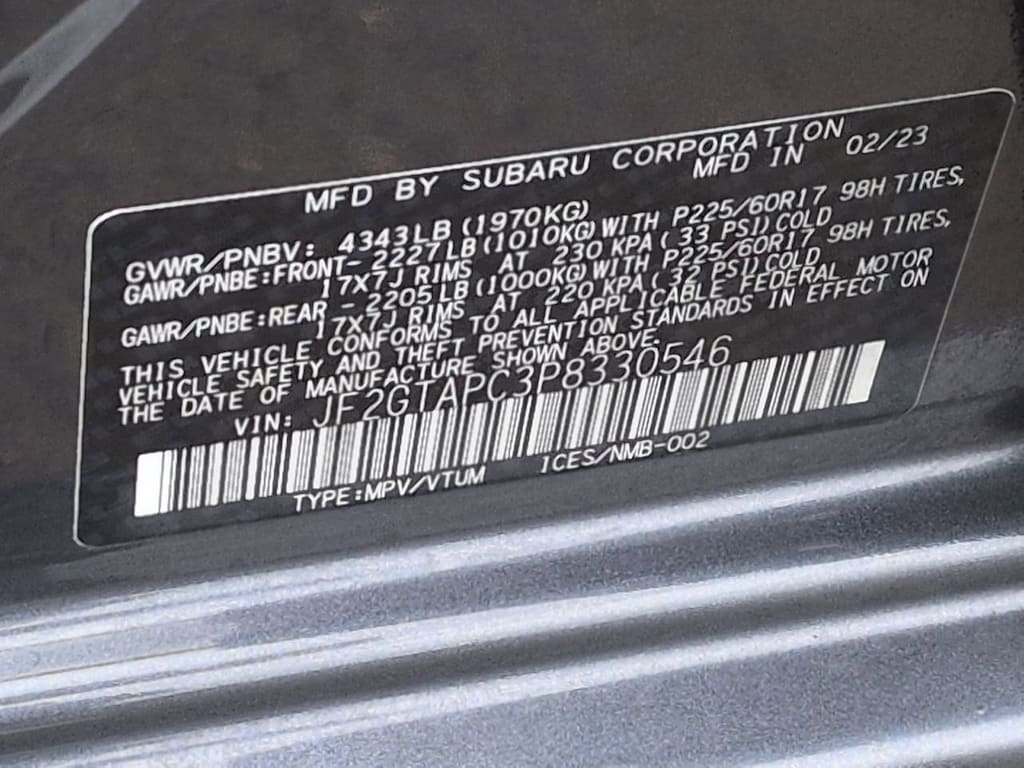 MFD BY SUBARU CORPORATION
MFD IN 02/23
GVWR/PNBV: 4343LB(1970KG)
GAWR/PNBE:FRONT-2227LB(1010KG)WITH P225/60R17 98H TIRES,
17X7J RIMS AT 230 KPA(33 PSI)COLD
GAWR/PNBE:REAR -2205LB(1000KG)WITH P225/60R17 98H TIRES,
17X7J RIMS AT 220 KPA(32 PSI)COLD
THIS VEHICLE CONFORMS TO ALL APPLICABLE FEDERAL MOTOR
VEHICLE SAFETY AND THEFT PREVENTION STANDARDS IN EFFECT ON
THE DATE OF MANUFACTURE SHOWN ABOVE.
VIN: JF2GTAPC3P8330546
TYPE:MPV/VTUM ICES/NMB-002